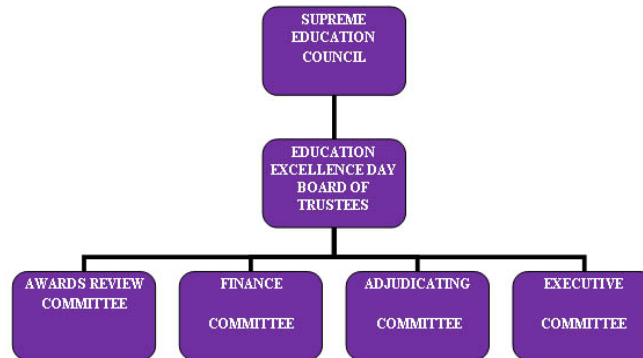 SUPREME
EDUCATION
COUNCIL
EDUCATION
EXCELLENCE DAY
BOARD OF
TRUSTEES
AWARDS REVIEW
COMMITTEE
FINANCE
COMMITTEE
ADJUDICATING
COMMITTEE
EXECUTIVE
COMMITTEE